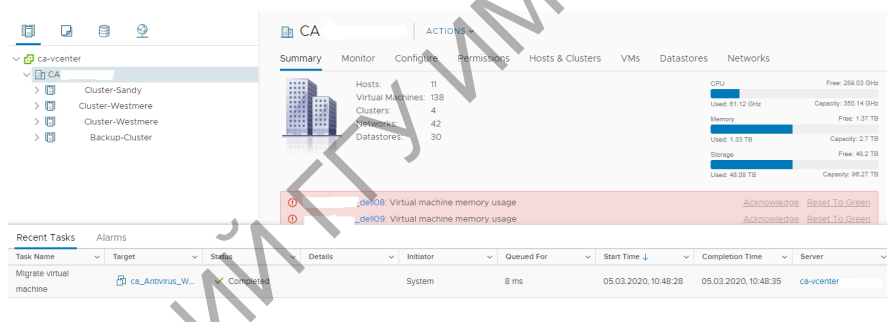 CA
ACTIONS
ca-vcenter
CA
Cluster-Sandy
Cluster-Westmere
Cluster-Westmere
Backup-Cluster
Summary Monitor Configure Permissions Hosts & Clusters VMs Datastores Networks
Hosts: 11
Virtual Machines: 138
Clusters: 4
Networks: 42
Datastores: 30
CPU Free: 289.03 GHz
Used: 61.12 GHz Capacity: 350.14 GHz
Memory Free: 1.37 TB
Used: 1.33 TB Capacity: 2.7 TB
Storage Free: 48.2 TB
Used: 48.08 TB Capacity: 96.27 TB
_dell08: Virtual machine memory usage Acknowledge Reset To Green
_dell09: Virtual machine memory usage Acknowledge Reset To Green
Recent Tasks Alarms
Task Name Target Status Details Initiator Queued For Start Time ↓ Completion Time Server
Migrate virtual machine ca_Antivirus_W... Completed System 8 ms 05.03.2020, 10:48:28 05.03.2020, 10:48:35 ca-vcenter
ИЙ ГГУ ИМ